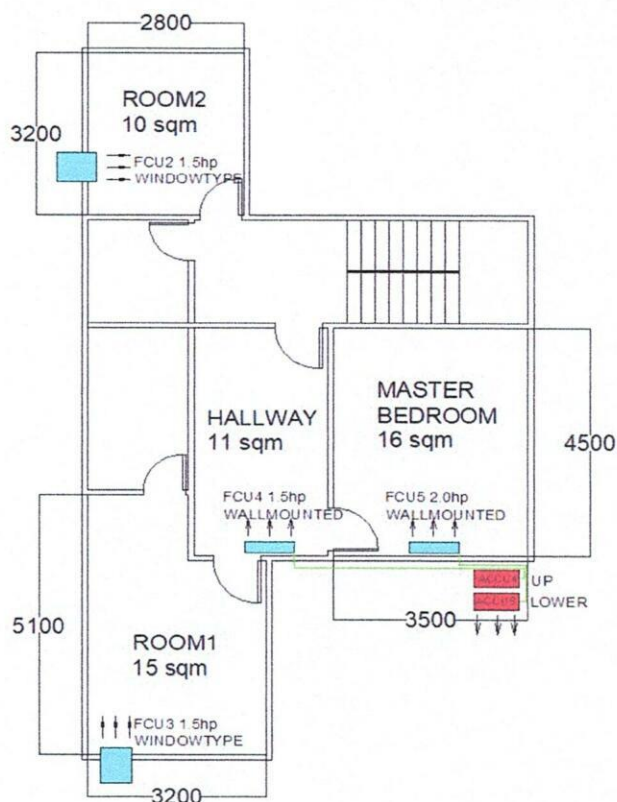 2800
ROOM2
10 sqm
3200
FCU2 1.5hp
WINDOWTYPE
HALLWAY
11 sqm
MASTER
BEDROOM
16 sqm
4500
FCU4 1.5hp
WALLMOUNTED
FCU5 2.0hp
WALLMOUNTED
UP
LOWER
3500
5100
ROOM1
15 sqm
FCU3 1.5hp
WINDOWTYPE
3200